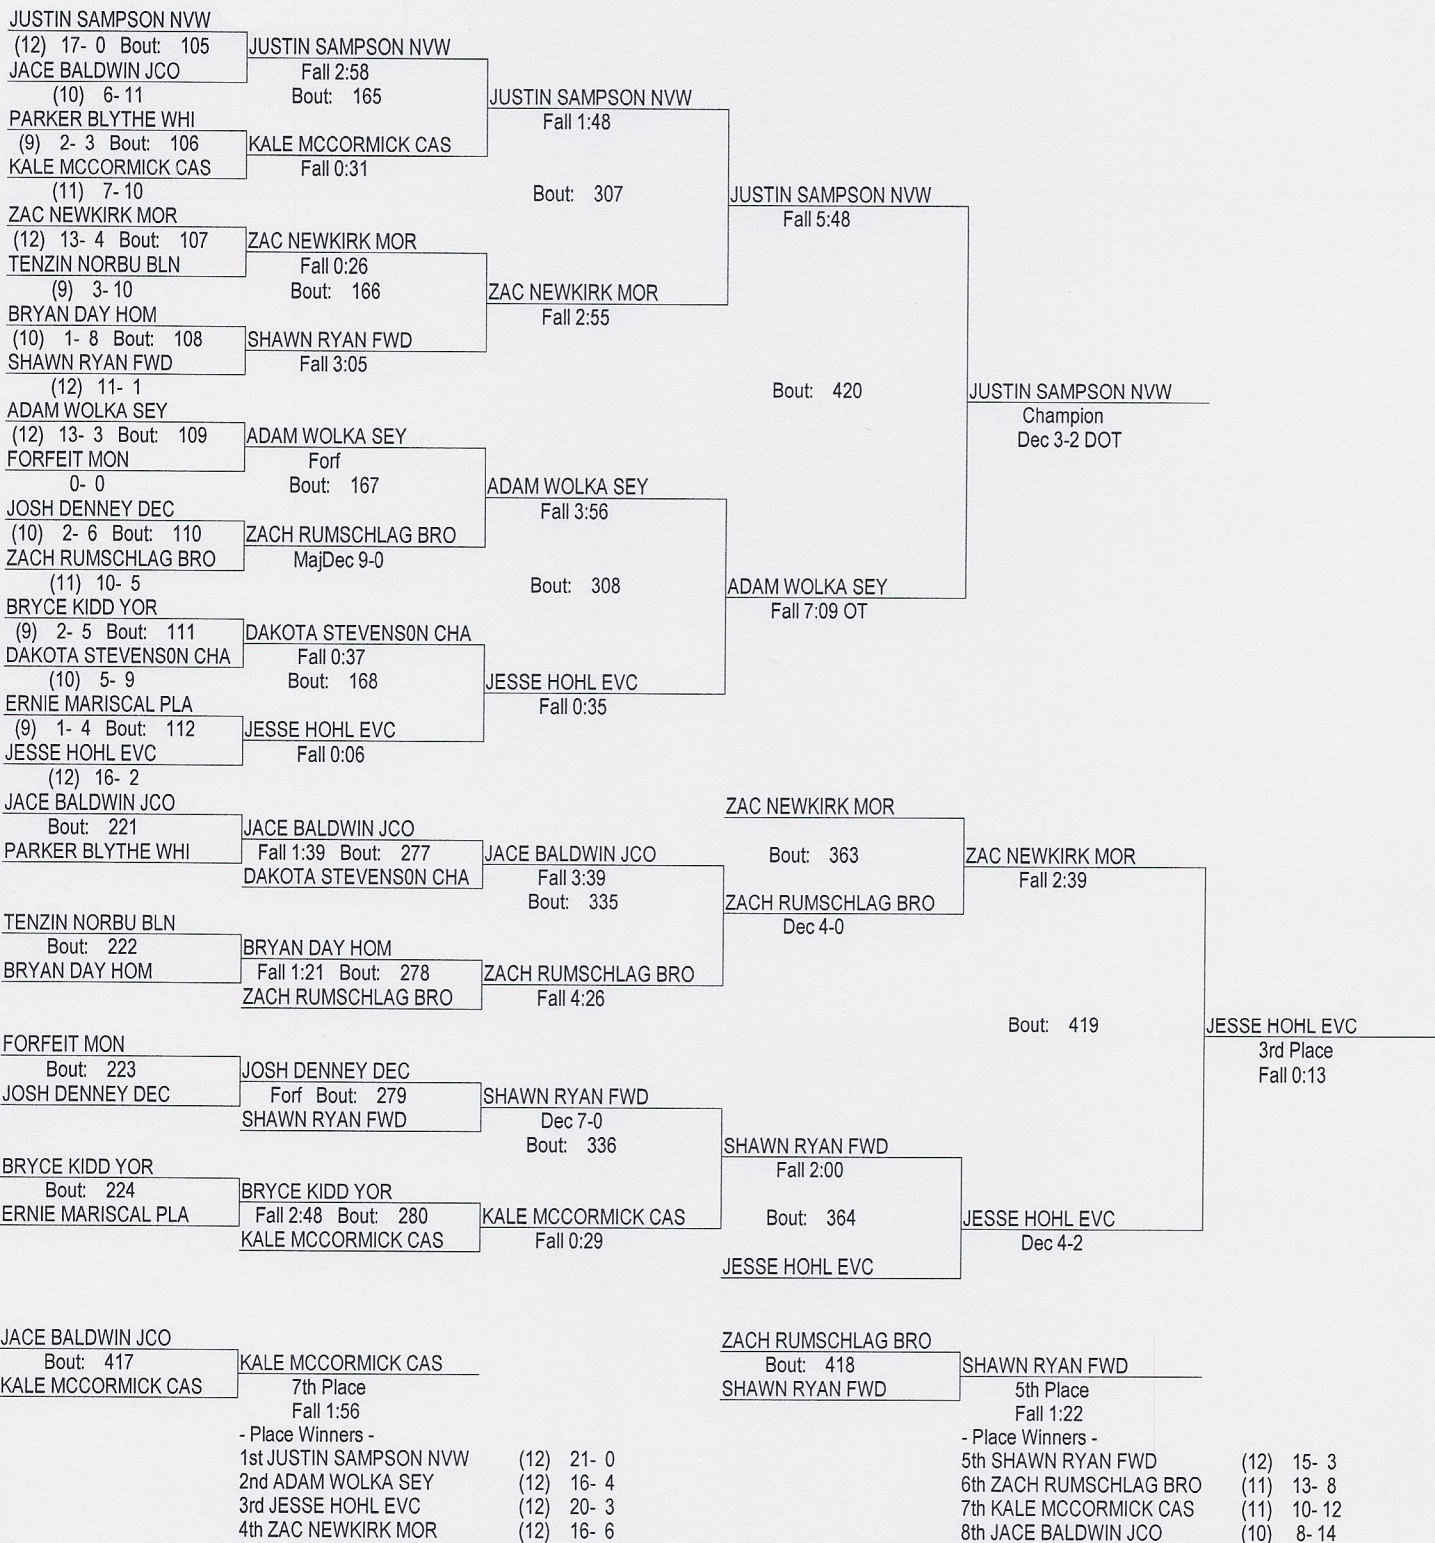 JUSTIN SAMPSON NVW
(12) 17- 0 Bout: 105
JACE BALDWIN JCO
(10) 6- 11
PARKER BLYTHE WHI
(9) 2- 3 Bout: 106
KALE MCCORMICK CAS
(11) 7- 10
ZAC NEWKIRK MOR
(12) 13- 4 Bout: 107
TENZIN NORBU BLN
(9) 3- 10
BRYAN DAY HOM
(10) 1- 8 Bout: 108
SHAWN RYAN FWD
(12) 11- 1
ADAM WOLKA SEY
(12) 13- 3 Bout: 109
FORFEIT MON
0- 0
JOSH DENNEY DEC
(10) 2- 6 Bout: 110
ZACH RUMSCHLAG BRO
(11) 10- 5
BRYCE KIDD YOR
(9) 2- 5 Bout: 111
DAKOTA STEVENS0N CHA
(10) 5- 9
ERNIE MARISCAL PLA
(9) 1- 4 Bout: 112
JESSE HOHL EVC
(12) 16- 2
JUSTIN SAMPSON NVW
Fall 2:58
Bout: 165
KALE MCCORMICK CAS
Fall 0:31
ZAC NEWKIRK MOR
Fall 0:26
Bout: 166
SHAWN RYAN FWD
Fall 3:05
ADAM WOLKA SEY
Forf
Bout: 167
ZACH RUMSCHLAG BRO
MajDec 9-0
DAKOTA STEVENS0N CHA
Fall 0:37
Bout: 168
JESSE HOHL EVC
Fall 0:06
JUSTIN SAMPSON NVW
Fall 1:48
Bout: 307
ZAC NEWKIRK MOR
Fall 2:55
ADAM WOLKA SEY
Fall 3:56
Bout: 308
JESSE HOHL EVC
Fall 0:35
JUSTIN SAMPSON NVW
Fall 5:48
Bout: 420
ADAM WOLKA SEY
Fall 7:09 OT
JUSTIN SAMPSON NVW
Champion
Dec 3-2 DOT
JACE BALDWIN JCO
Bout: 221
PARKER BLYTHE WHI
TENZIN NORBU BLN
Bout: 222
BRYAN DAY HOM
FORFEIT MON
Bout: 223
JOSH DENNEY DEC
BRYCE KIDD YOR
Bout: 224
ERNIE MARISCAL PLA
JACE BALDWIN JCO
Fall 1:39 Bout: 277
DAKOTA STEVENS0N CHA
BRYAN DAY HOM
Fall 1:21 Bout: 278
ZACH RUMSCHLAG BRO
JOSH DENNEY DEC
Forf Bout: 279
SHAWN RYAN FWD
BRYCE KIDD YOR
Fall 2:48 Bout: 280
KALE MCCORMICK CAS
JACE BALDWIN JCO
Fall 3:39
Bout: 335
ZACH RUMSCHLAG BRO
Fall 4:26
SHAWN RYAN FWD
Dec 7-0
Bout: 336
KALE MCCORMICK CAS
Fall 0:29
ZAC NEWKIRK MOR
Bout: 363
ZACH RUMSCHLAG BRO
Dec 4-0
SHAWN RYAN FWD
Fall 2:00
Bout: 364
JESSE HOHL EVC
ZAC NEWKIRK MOR
Fall 2:39
Bout: 419
JESSE HOHL EVC
Dec 4-2
JESSE HOHL EVC
3rd Place
Fall 0:13
JACE BALDWIN JCO
Bout: 417
KALE MCCORMICK CAS
KALE MCCORMICK CAS
7th Place
Fall 1:56
ZACH RUMSCHLAG BRO
Bout: 418
SHAWN RYAN FWD
SHAWN RYAN FWD
5th Place
Fall 1:22
- Place Winners -
1st JUSTIN SAMPSON NVW (12) 21- 0
2nd ADAM WOLKA SEY (12) 16- 4
3rd JESSE HOHL EVC (12) 20- 3
4th ZAC NEWKIRK MOR (12) 16- 6
- Place Winners -
5th SHAWN RYAN FWD (12) 15- 3
6th ZACH RUMSCHLAG BRO (11) 13- 8
7th KALE MCCORMICK CAS (11) 10- 12
8th JACE BALDWIN JCO (10) 8- 14